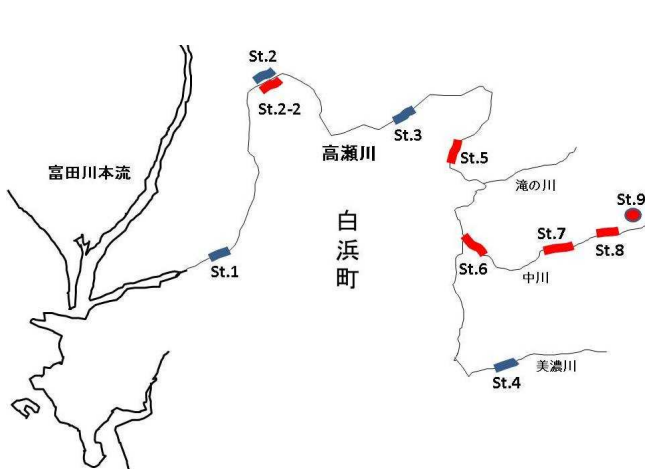 St.2
St.2-2
St.3
高瀬川
St.5
富田川本流
滝の川
St.9
白浜町
St.7
St.8
St.1
St.6
中川
St.4
美濃川